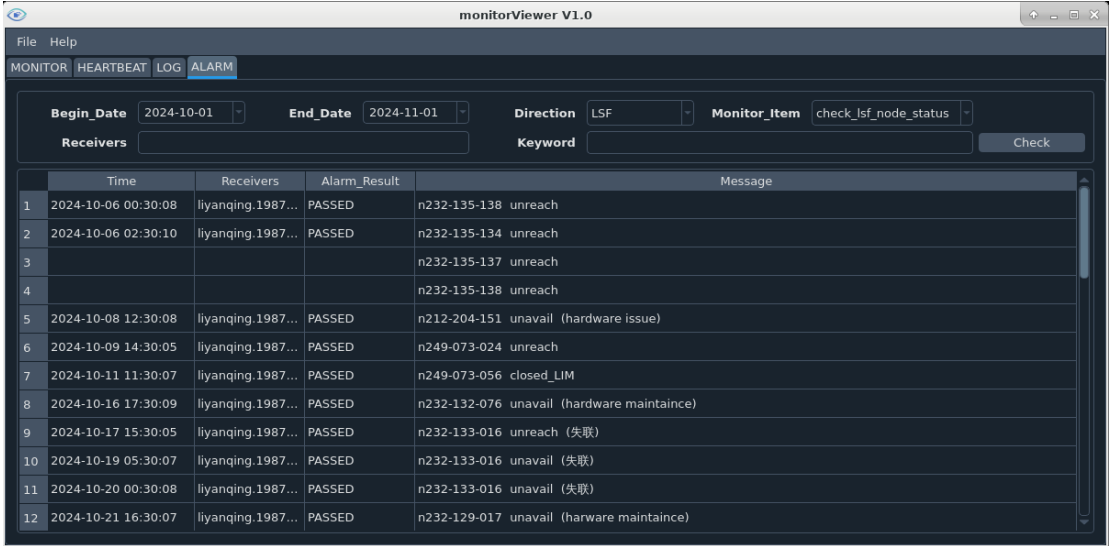 monitorViewer V1.0
File Help
MONITOR HEARTBEAT LOG ALARM
Begin_Date 2024-10-01 End_Date 2024-11-01 Direction LSF Monitor_Item check_lsf_node_status
Receivers Keyword Check
Time Receivers Alarm_Result Message
1 2024-10-06 00:30:08 liyanqing.1987... PASSED n232-135-138 unreach
2 2024-10-06 02:30:10 liyanqing.1987... PASSED n232-135-134 unreach
3 n232-135-137 unreach
4 n232-135-138 unreach
5 2024-10-08 12:30:08 liyanqing.1987... PASSED n212-204-151 unavail (hardware issue)
6 2024-10-09 14:30:05 liyanqing.1987... PASSED n249-073-024 unreach
7 2024-10-11 11:30:07 liyanqing.1987... PASSED n249-073-056 closed_LIM
8 2024-10-16 17:30:09 liyanqing.1987... PASSED n232-132-076 unavail (hardware maintaince)
9 2024-10-17 15:30:05 liyanqing.1987... PASSED n232-133-016 unreach (失联)
10 2024-10-19 05:30:07 liyanqing.1987... PASSED n232-133-016 unavail (失联)
11 2024-10-20 00:30:08 liyanqing.1987... PASSED n232-133-016 unavail (失联)
12 2024-10-21 16:30:07 liyanqing.1987... PASSED n232-129-017 unavail (harware maintaince)